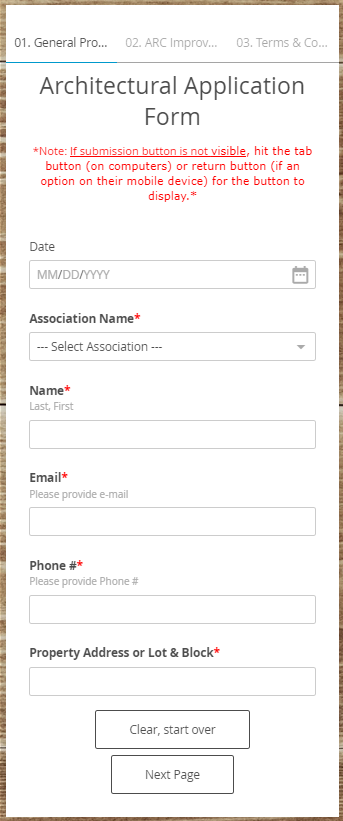 01. General Pro... 02. ARC Improv... 03. Terms & Co...
Architectural Application
Form
*Note: If submission button is not visible, hit the tab
button (on computers) or return button (if an
option on their mobile device) for the button to
display.*
Date
MM/DD/YYYY
Association Name*
--- Select Association ---
Name*
Last, First
Email*
Please provide e-mail
Phone #*
Please provide Phone #
Property Address or Lot & Block*
Clear, start over
Next Page